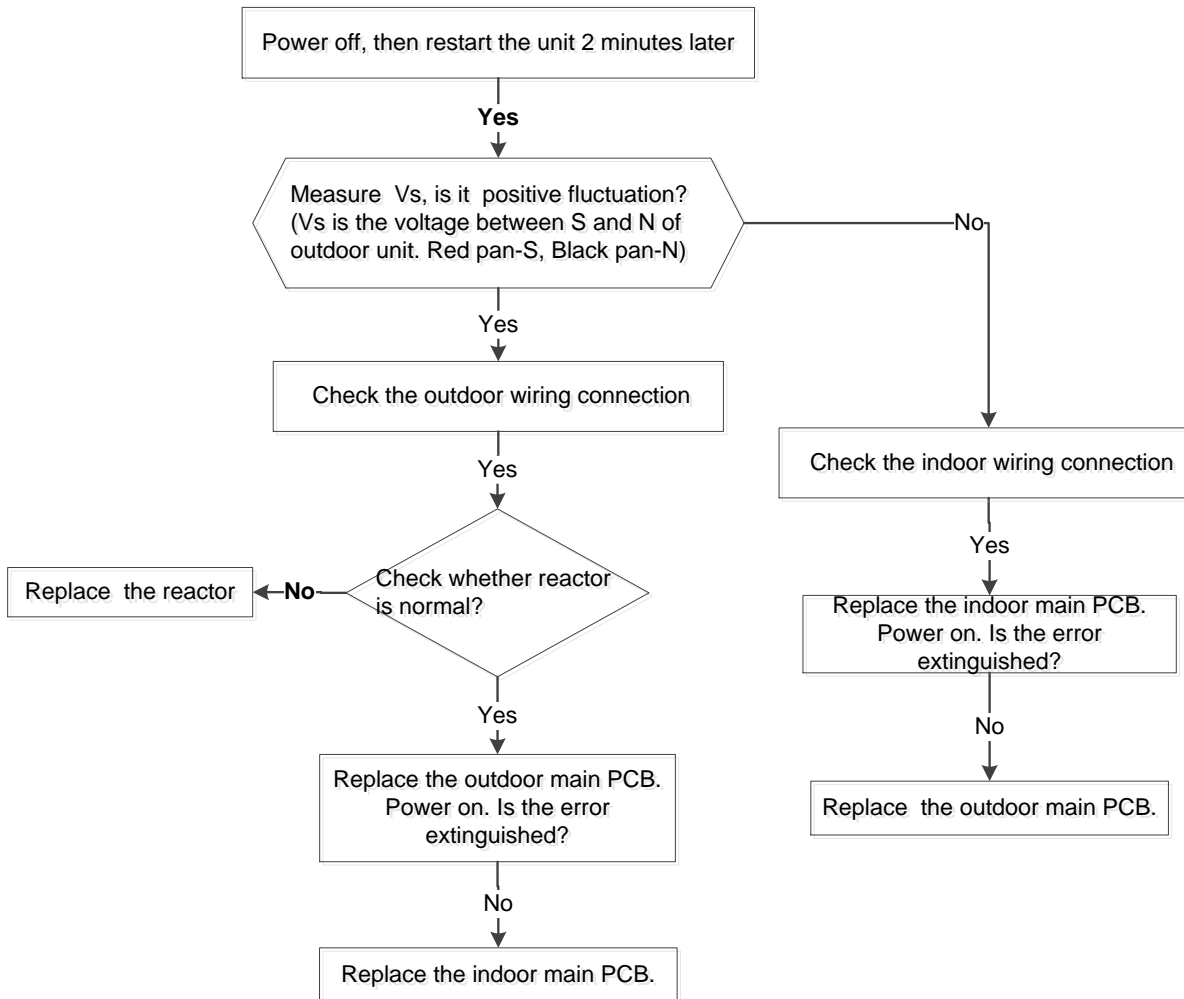 Power off, then restart the unit 2 minutes later
Yes
Measure Vs, is it positive fluctuation?
(Vs is the voltage between S and N of
outdoor unit. Red pan-S, Black pan-N)
No
Yes
Check the outdoor wiring connection
Check the indoor wiring connection
Yes
Yes
Check whether reactor
is normal?
No
Replace the reactor
Replace the indoor main PCB.
Power on. Is the error
extinguished?
Yes
No
Replace the outdoor main PCB.
Power on. Is the error
extinguished?
Replace the outdoor main PCB.
No
Replace the indoor main PCB.